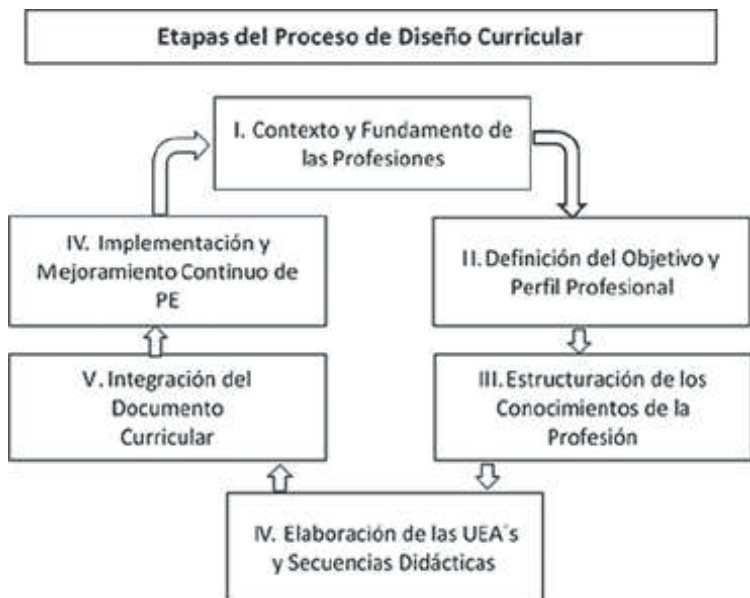 Etapas del Proceso de Diseño Curricular
I. Contexto y Fundamento de
las Profesiones
II. Definición del Objetivo y
Perfil Profesional
III. Estructuración de los
Conocimientos de la
Profesión
IV. Elaboración de las UEA´s
y Secuencias Didácticas
V. Integración del
Documento
Curricular
IV. Implementación y
Mejoramiento Continuo de
PE